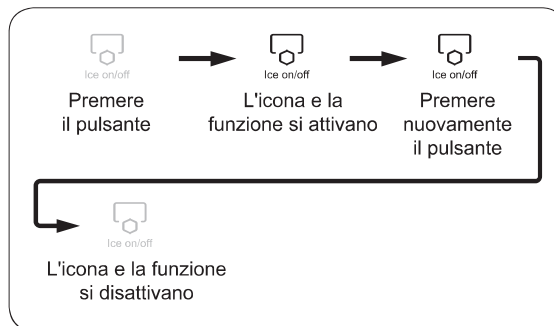 Ice on/off
Premere
il pulsante
Ice on/off
L'icona e la
funzione si attivano
Ice on/off
Premere
nuovamente
il pulsante
Ice on/off
L'icona e la funzione
si disattivano